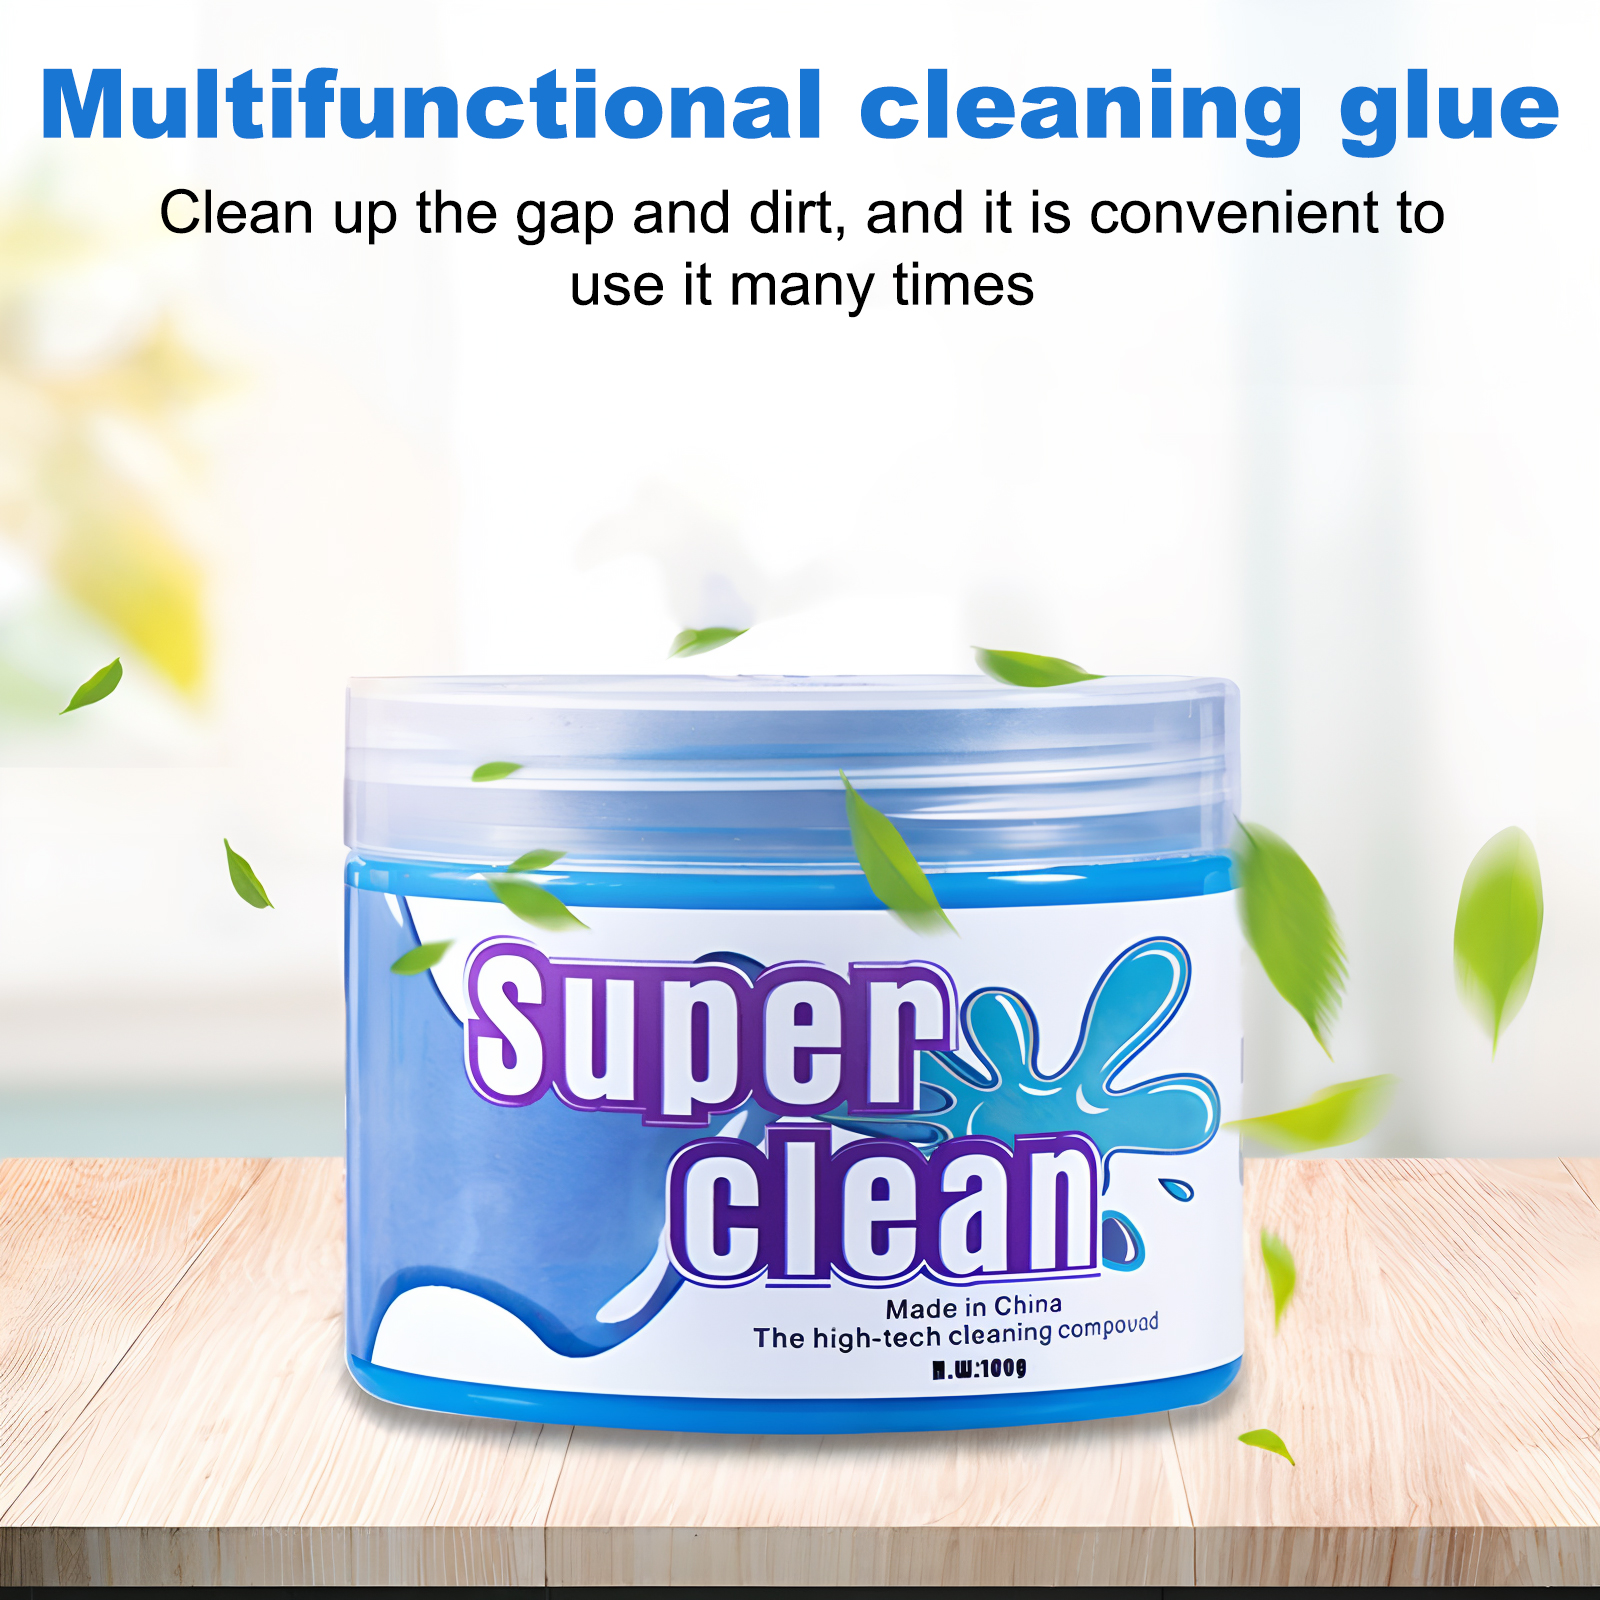 Multifunctional cleaning glue
Clean up the gap and dirt, and it is convenient to
use it many times
Super
clean
Made in China
The high-tech cleaning compovad
N.W.:100g